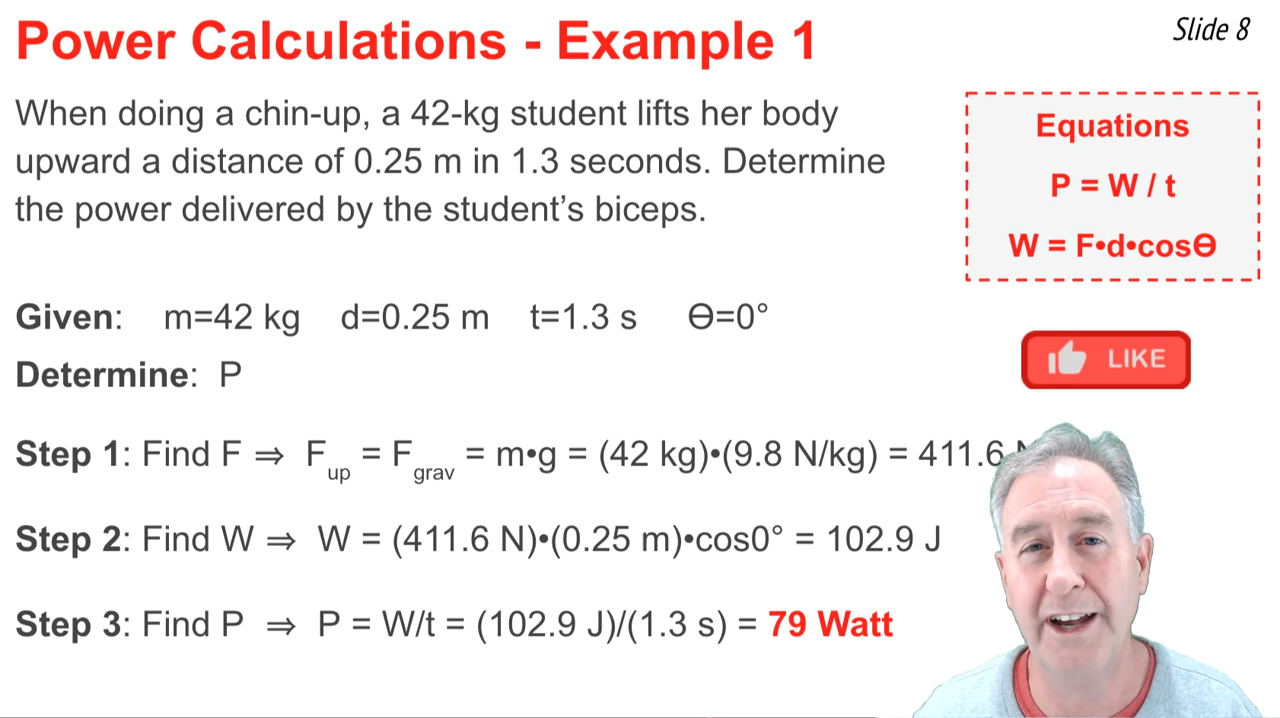 Power Calculations - Example 1
Slide 8
When doing a chin-up, a 42-kg student lifts her body
upward a distance of 0.25 m in 1.3 seconds. Determine
the power delivered by the student’s biceps.
Equations
P = W / t
W = F•d•cosΘ
Given: m=42 kg d=0.25 m t=1.3 s Θ=0°
Determine: P
LIKE
Step 1: Find F ⇒ F_up = F_grav = m•g = (42 kg)•(9.8 N/kg) = 411.6 N
Step 2: Find W ⇒ W = (411.6 N)•(0.25 m)•cos0° = 102.9 J
Step 3: Find P ⇒ P = W/t = (102.9 J)/(1.3 s) = 79 Watt